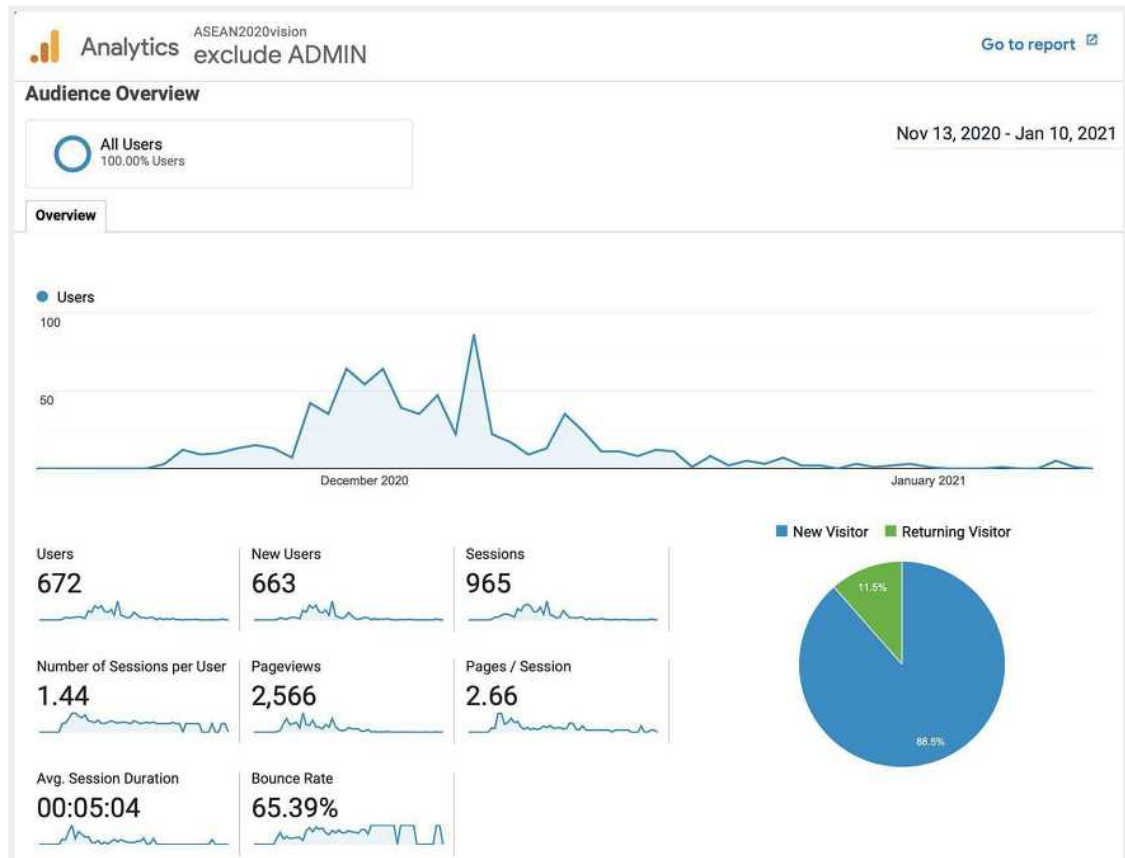 Analytics
ASEAN2020vision
exclude ADMIN
Go to report
Audience Overview
All Users
100.00% Users
Nov 13, 2020 - Jan 10, 2021
Overview
Users
100
50
December 2020
January 2021
New Visitor
Returning Visitor
11.5%
88.5%
Users
672
New Users
663
Sessions
965
Number of Sessions per User
1.44
Pageviews
2,566
Pages / Session
2.66
Avg. Session Duration
00:05:04
Bounce Rate
65.39%